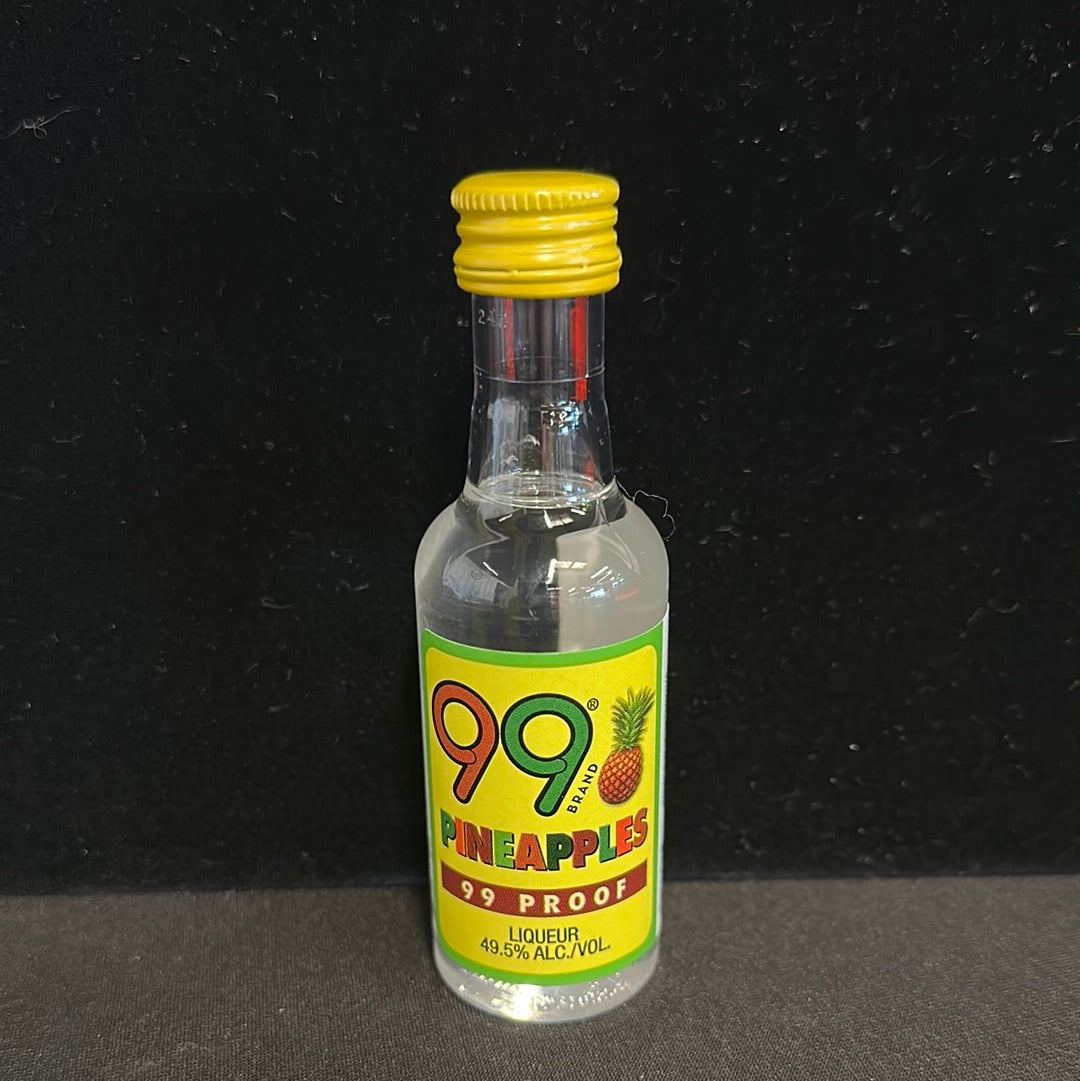 99®
BRAND
PINEAPPLES
99 PROOF
LIQUEUR
49.5% ALC./VOL.